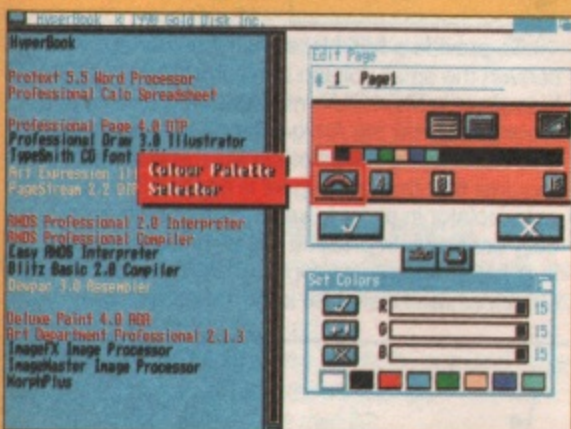 HyperBook © 1990 Gold Disk Inc.
HyperBook
Protext 5.5 Word Processor
Professional Calc Spreadsheet
Professional Page 4.0 DTP
Professional Draw 3.0 Illustrator
TypeSmith CG Font
Art Expression Ill
PageStream 2.2 DTP
AMOS Professional 2.0 Interpreter
AMOS Professional Compiler
Easy AMOS Interpreter
Blitz Basic 2.0 Compiler
Devpac 3.0 Assembler
Deluxe Paint 4.0 AGA
Art Department Professional 2.1.3
ImageFX Image Processor
ImageMaster Image Processor
MorphPlus
Colour Palette
Selector
Edit Page
# 1 Page1
Set Colors
R 15
G 15
B 15